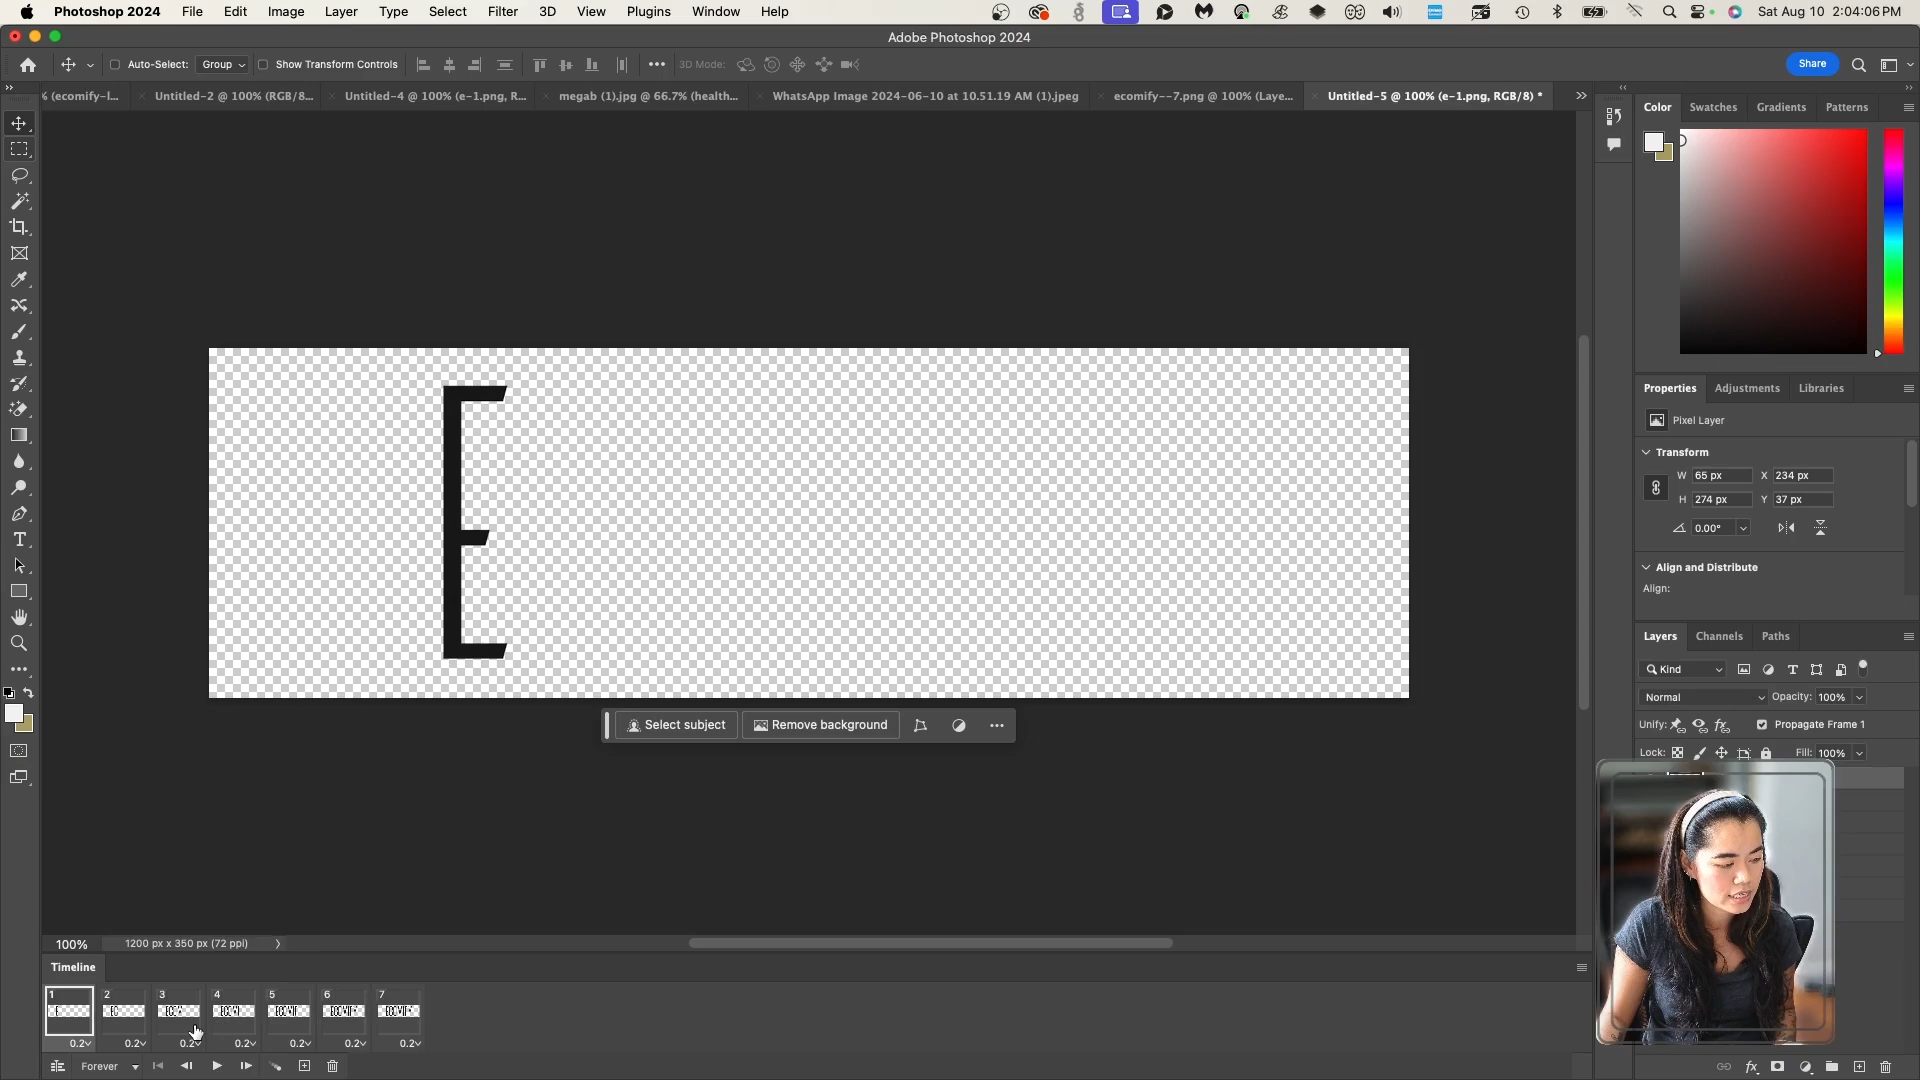 Photoshop 2024 File Edit Image Layer Type Select Filter 3D View Plugins Window Help Sat Aug 10 2:04:06 PM
Adobe Photoshop 2024
Auto-Select: Group Show Transform Controls 3D Mode: Share
% (ecomify-l... Untitled-2 @ 100% (RGB/8... Untitled-4 @ 100% (e-1.png, R... megab (1).jpg @ 66.7% (health... WhatsApp Image 2024-06-10 at 10.51.19 AM (1).jpeg ecomify--7.png @ 100% (Laye... Untitled-5 @ 100% (e-1.png, RGB/8) *
Color Swatches Gradients Patterns
E
Properties Adjustments Libraries
Pixel Layer
Transform
W 65 px X 234 px
H 274 px Y 37 px
0.00°
Align and Distribute
Align:
Layers Channels Paths
Kind
Normal Opacity: 100%
Unify: Propagate Frame 1
Lock: Fill: 100%
Select subject Remove background
100% 1200 px x 350 px (72 ppi)
Timeline
1 2 3 4 5 6 7
0.2 0.2 0.2 0.2 0.2 0.2 0.2
Forever